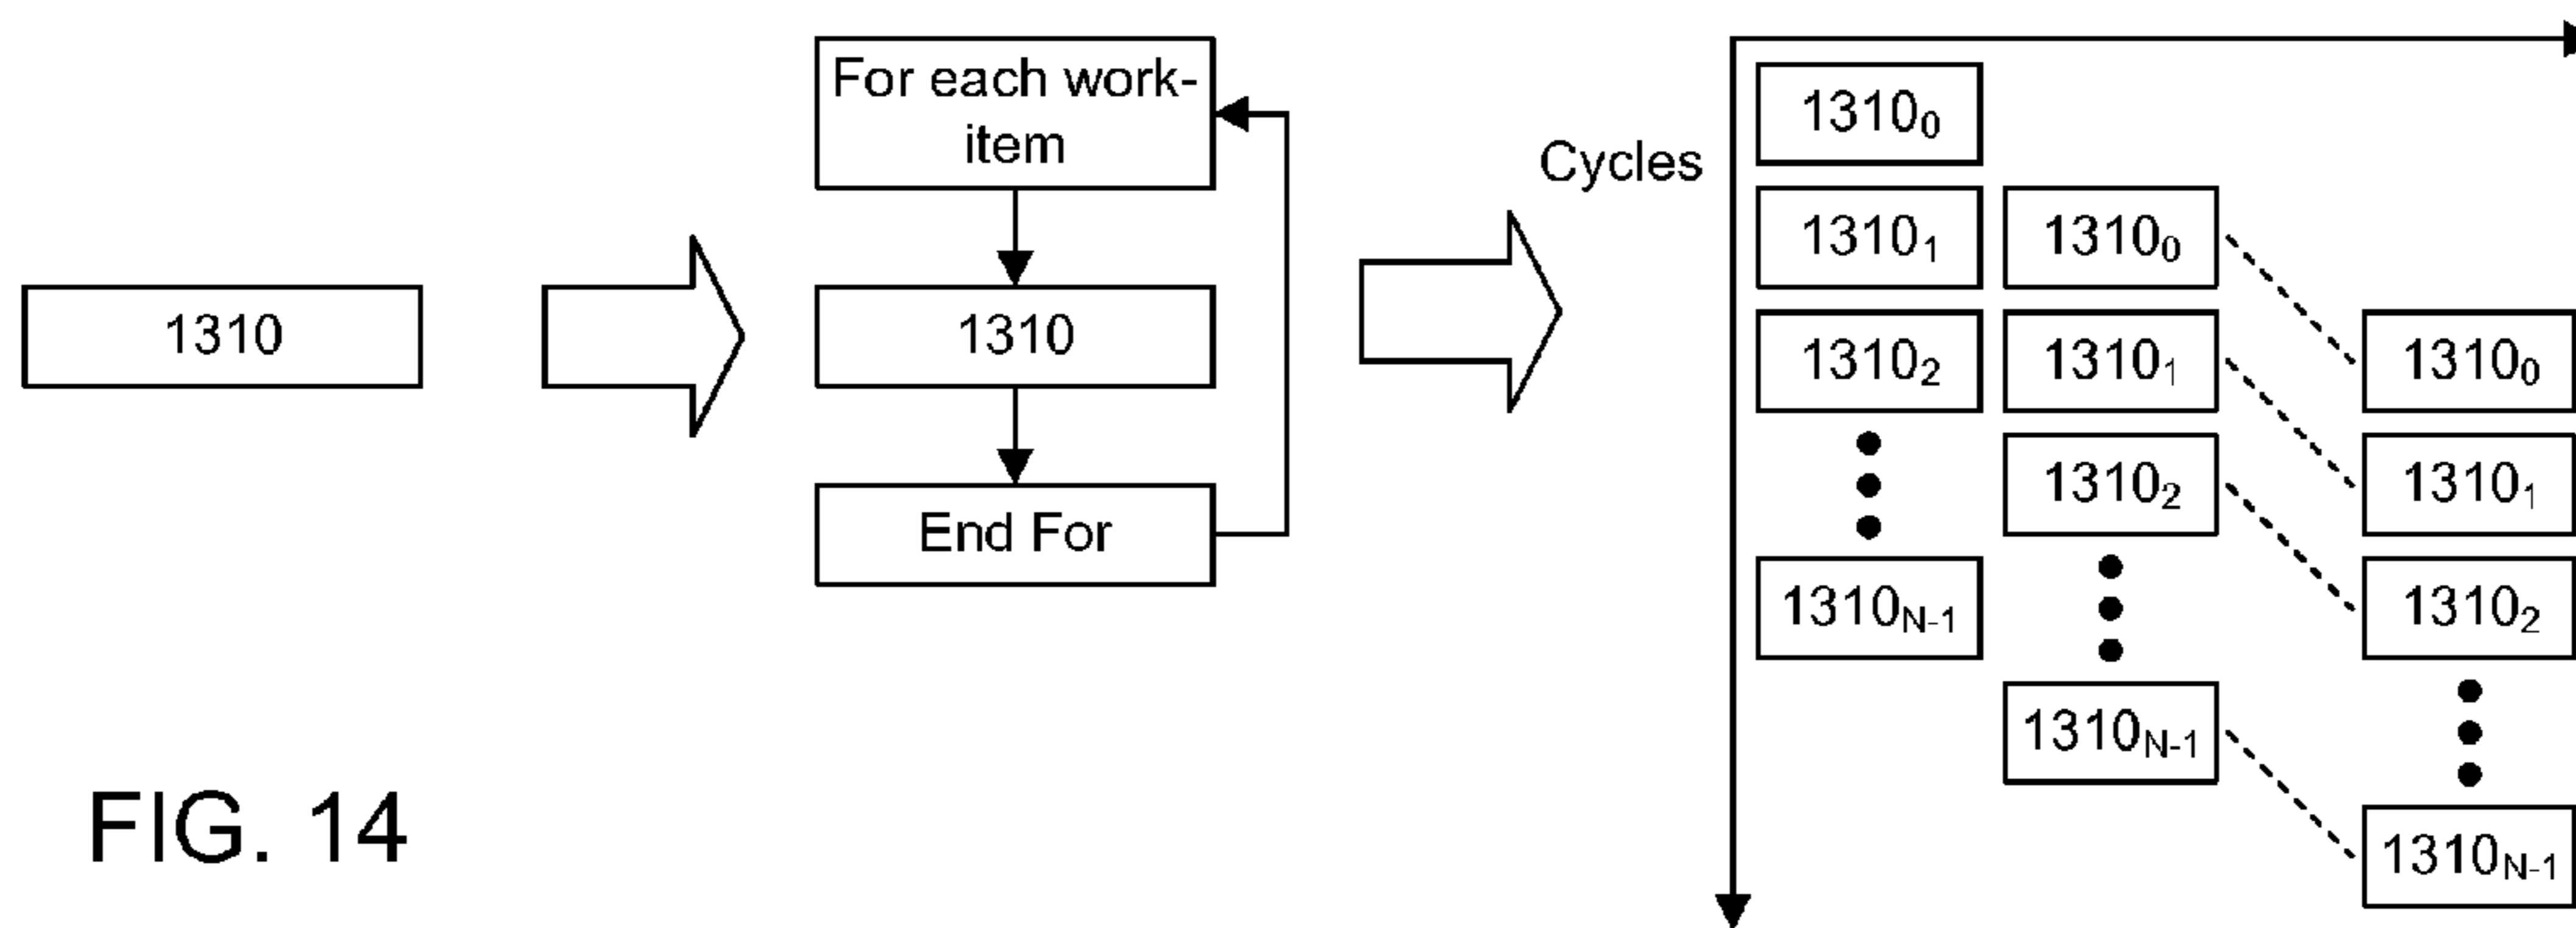 1310
For each work-
item
1310
End For
Cycles
1310₀
1310₁ 1310₀
1310₂ 1310₁ 1310₀
1310₂ 1310₁
1310N-1 1310₂
1310N-1
1310N-1
FIG. 14